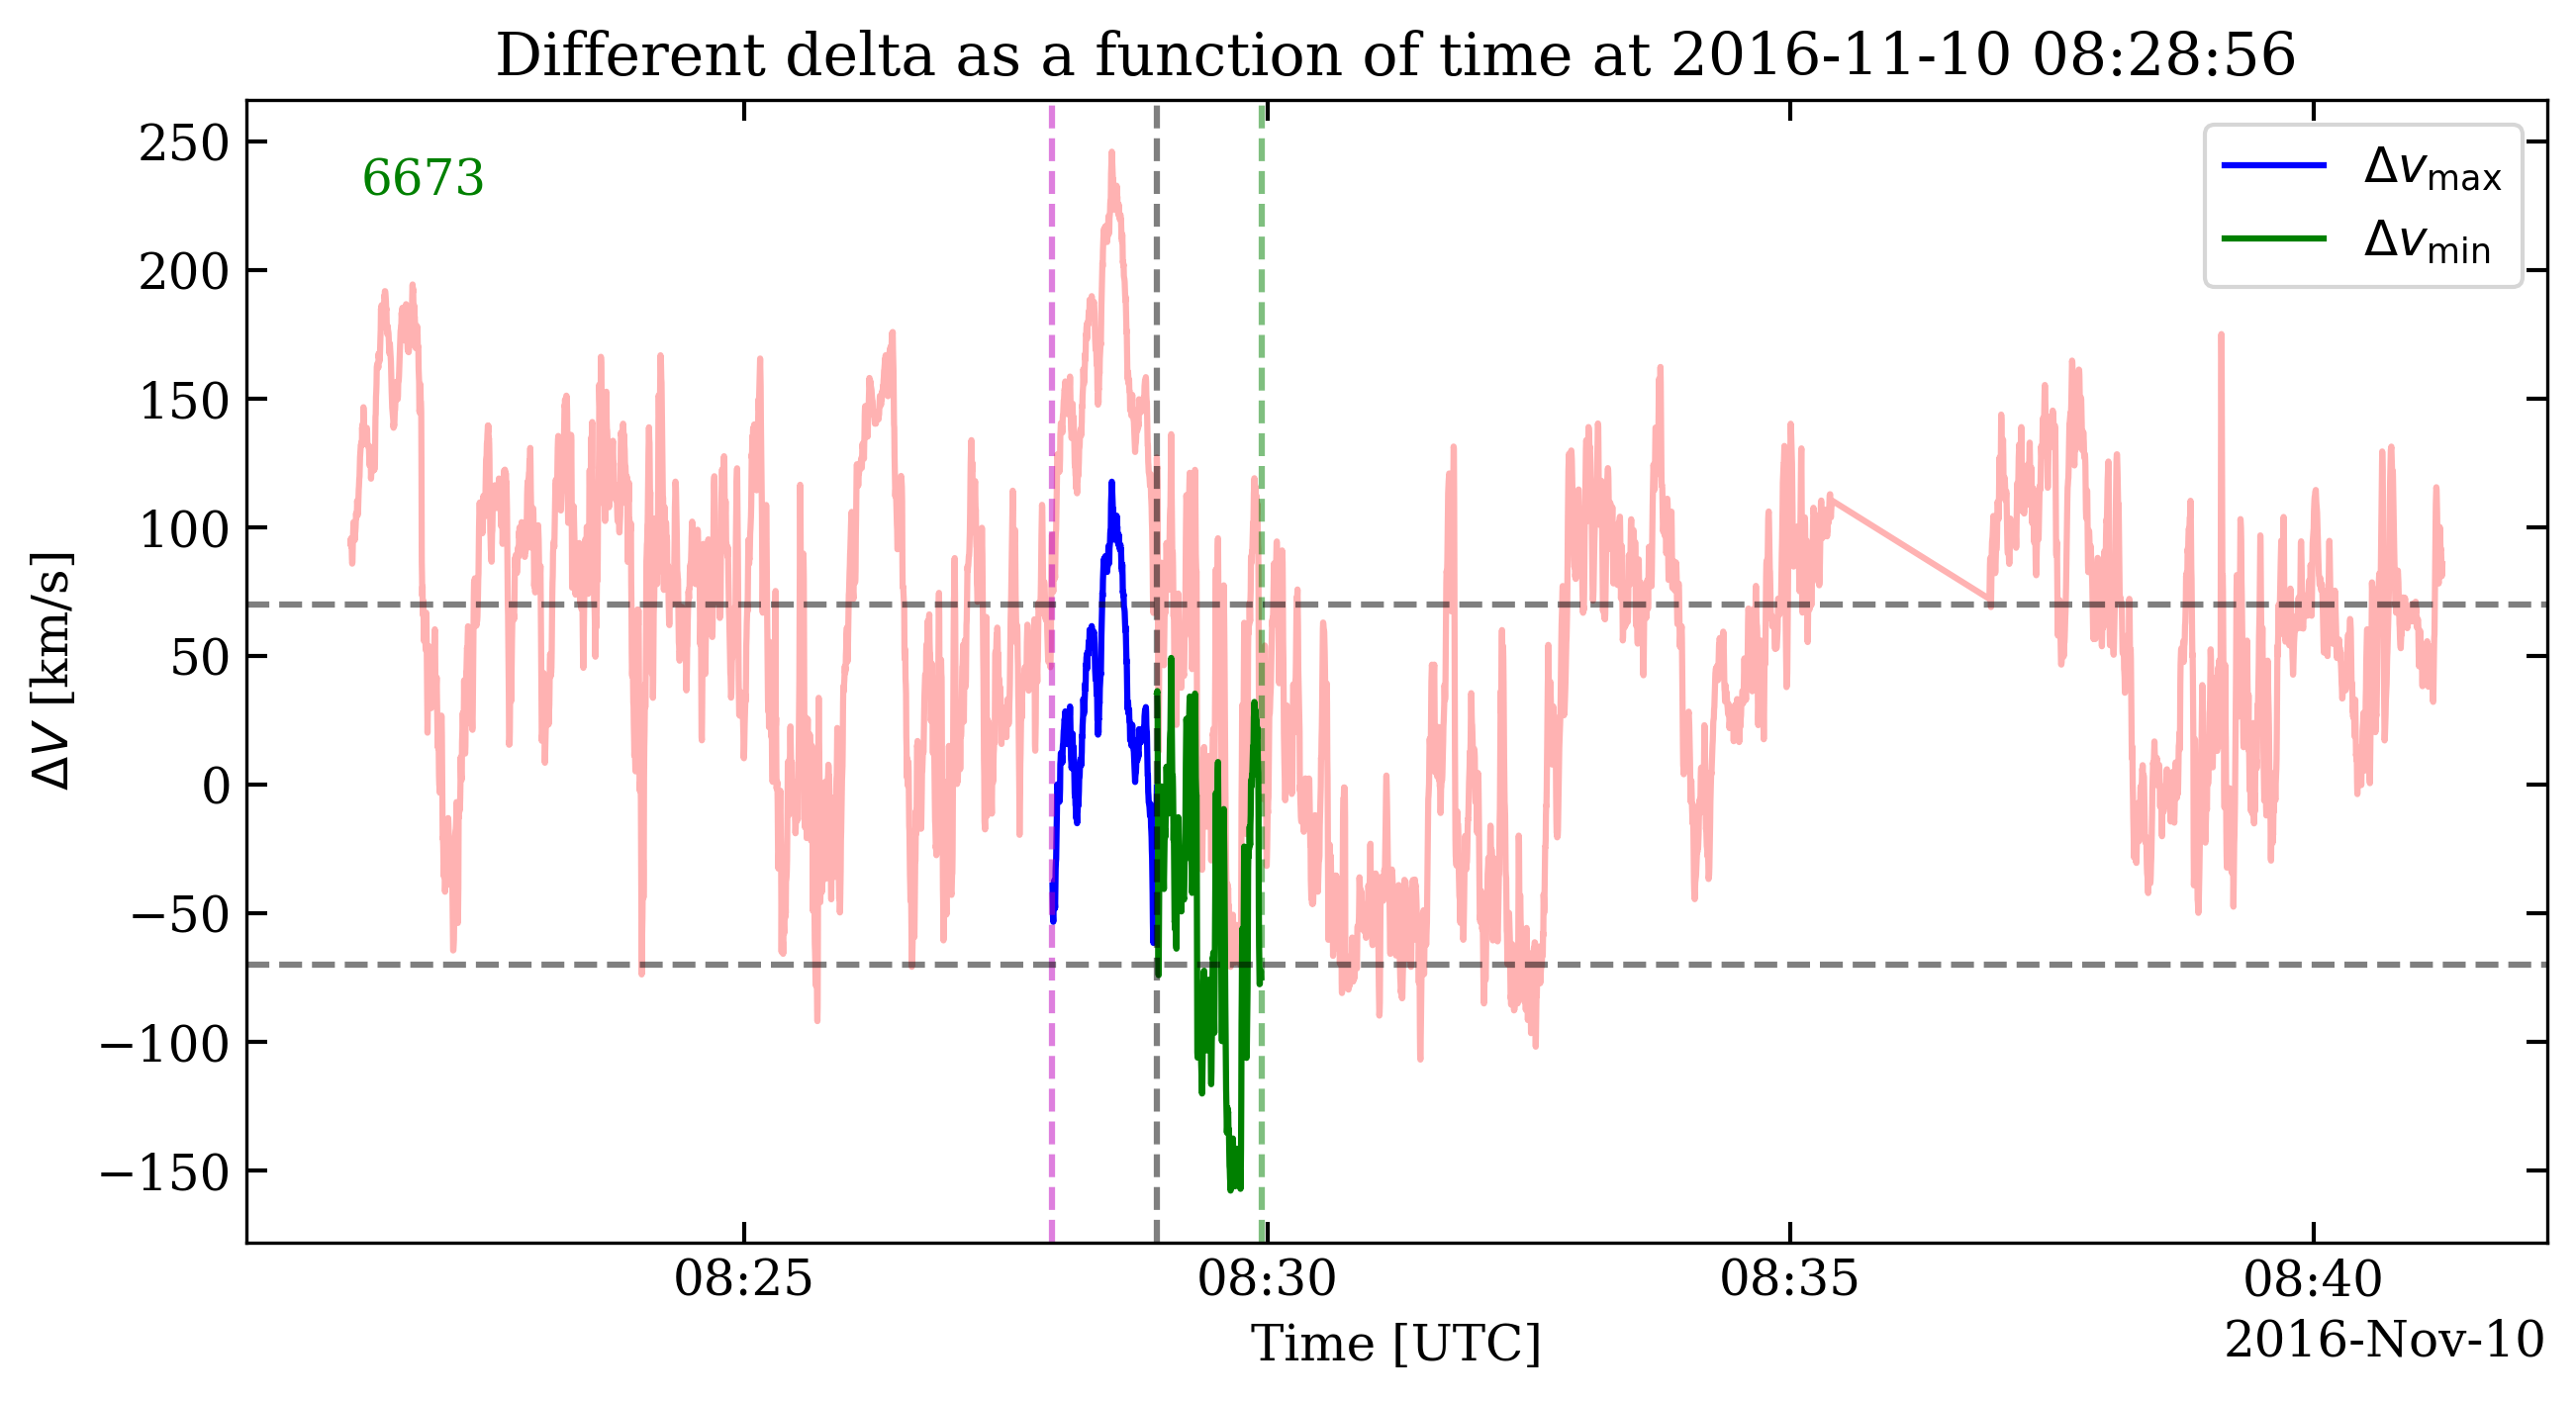 Different delta as a function of time at 2016-11-10 08:28:56
250
200
150
100
50
0
−50
−100
−150
ΔV [km/s]
6673
Δv_max
Δv_min
08:25 08:30 08:35 08:40
Time [UTC]
2016-Nov-10